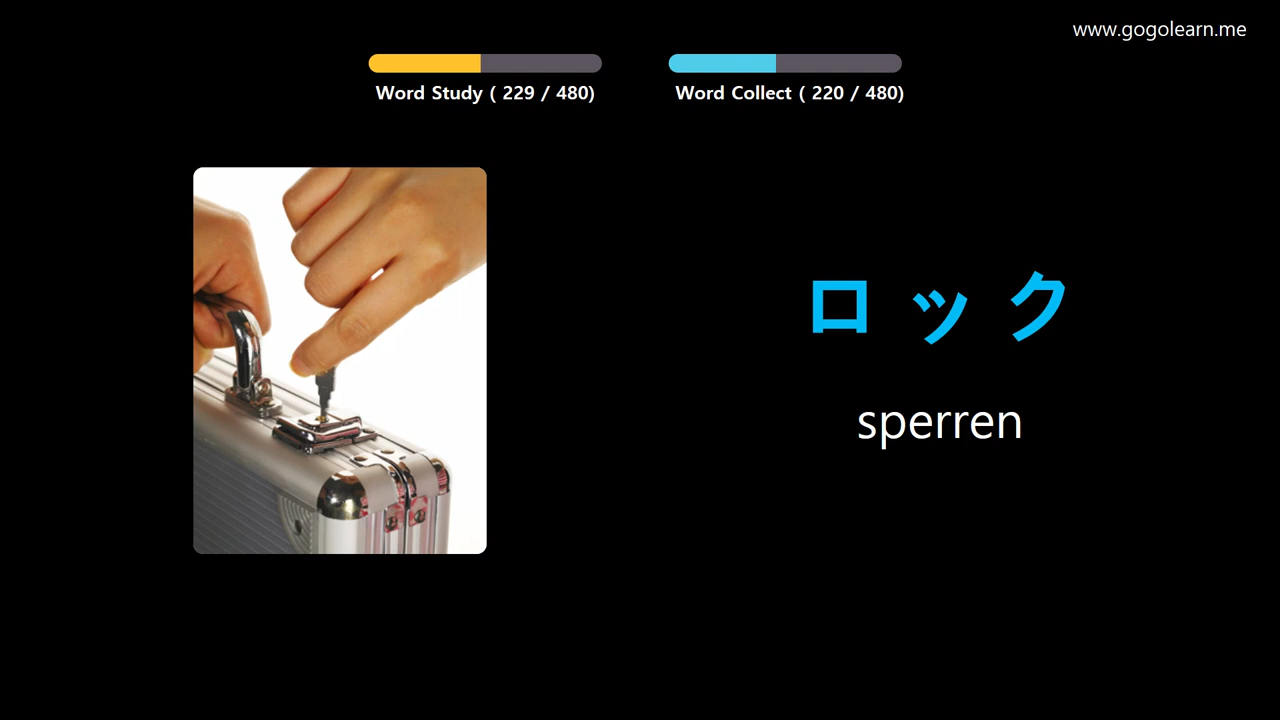 www.gogolearn.me
Word Study ( 229 / 480)
Word Collect ( 220 / 480)
ロック
sperren